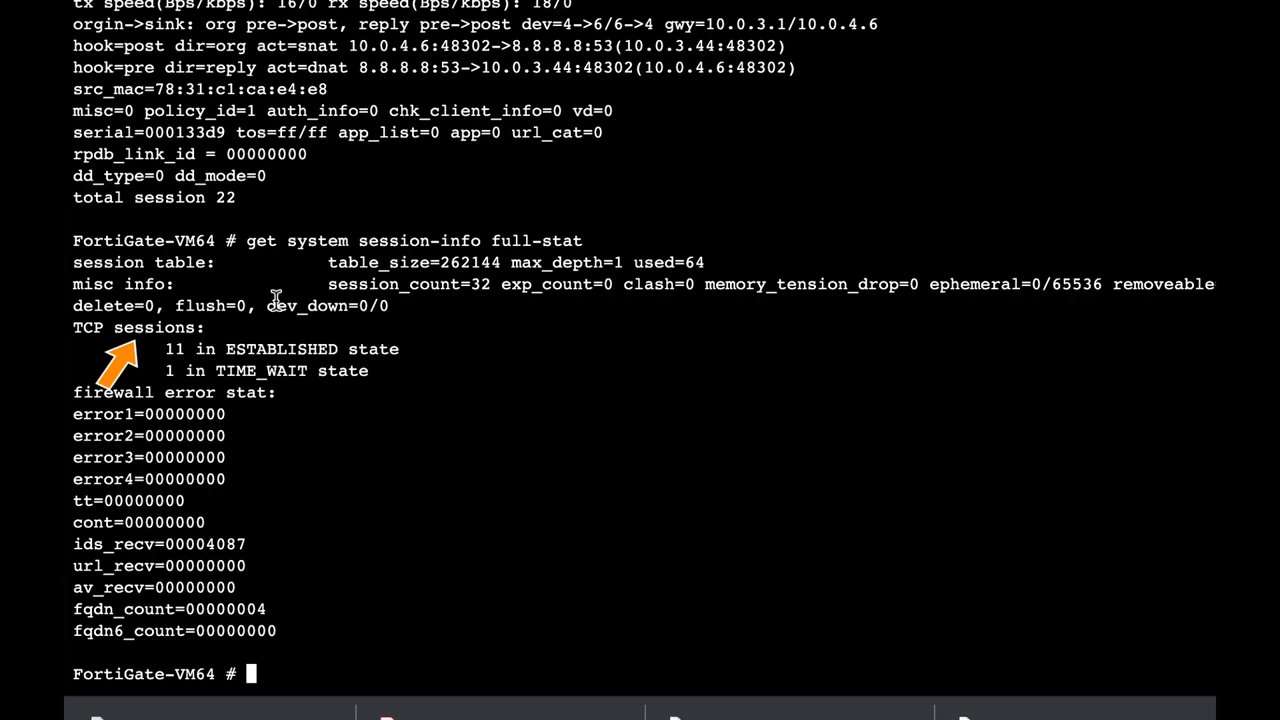 tx speed(Bps/kbps): 16/0 rx speed(Bps/kbps): 18/0
orgin->sink: org pre->post, reply pre->post dev=4->6/6->4 gwy=10.0.3.1/10.0.4.6
hook=post dir=org act=snat 10.0.4.6:48302->8.8.8.8:53(10.0.3.44:48302)
hook=pre dir=reply act=dnat 8.8.8.8:53->10.0.3.44:48302(10.0.4.6:48302)
src_mac=78:31:c1:ca:e4:e8
misc=0 policy_id=1 auth_info=0 chk_client_info=0 vd=0
serial=000133d9 tos=ff/ff app_list=0 app=0 url_cat=0
rpdb_link_id = 00000000
dd_type=0 dd_mode=0
total session 22
FortiGate-VM64 # get system session-info full-stat
session table: table_size=262144 max_depth=1 used=64
misc info: session_count=32 exp_count=0 clash=0 memory_tension_drop=0 ephemeral=0/65536 removeable
delete=0, flush=0, dev_down=0/0
TCP sessions:
11 in ESTABLISHED state
1 in TIME_WAIT state
firewall error stat:
error1=00000000
error2=00000000
error3=00000000
error4=00000000
tt=00000000
cont=00000000
ids_recv=00004087
url_recv=00000000
av_recv=00000000
fqdn_count=00000004
fqdn6_count=00000000
FortiGate-VM64 #